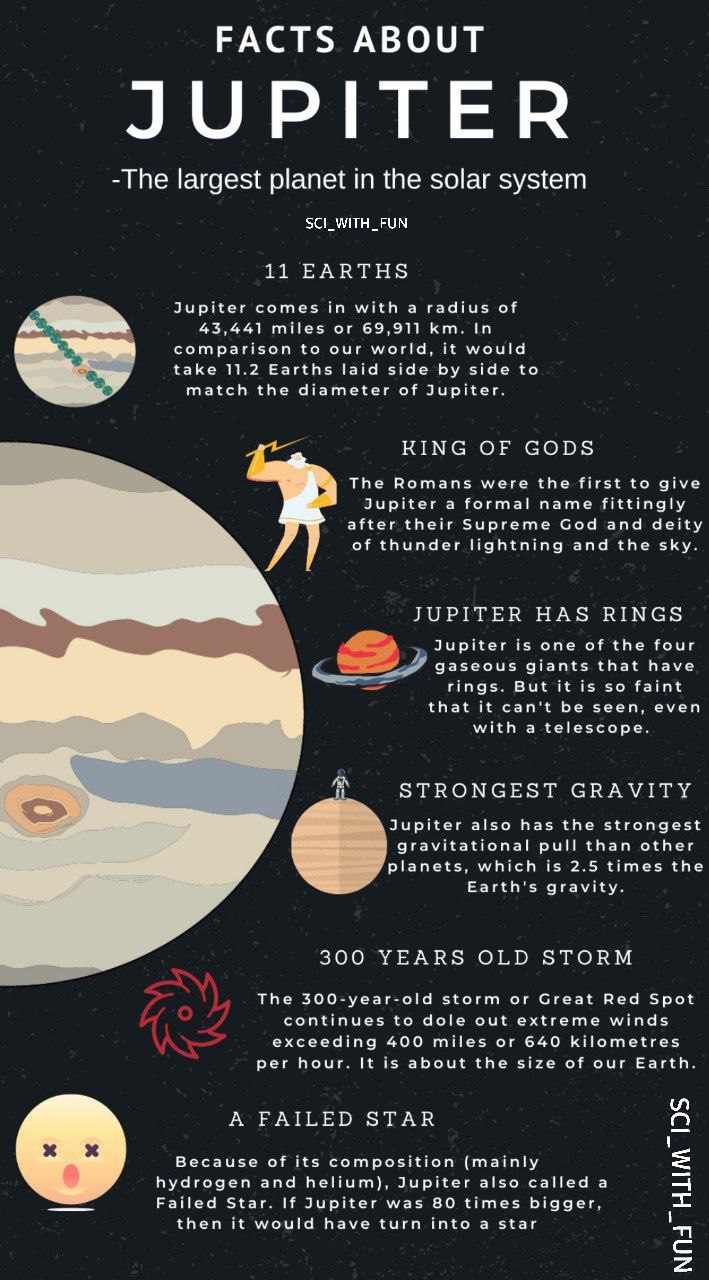 FACTS ABOUT
JUPITER
-The largest planet in the solar system
SCI_WITH_FUN
11 EARTHS
Jupiter comes in with a radius of
43,441 miles or 69,911 km. In
comparison to our world, it would
take 11.2 Earths laid side by side to
match the diameter of Jupiter.
KING OF GODS
The Romans were the first to give
Jupiter a formal name fittingly
after their Supreme God and deity
of thunder lightning and the sky.
JUPITER HAS RINGS
Jupiter is one of the four
gaseous giants that have
rings. But it is so faint
that it can't be seen, even
with a telescope.
STRONGEST GRAVITY
Jupiter also has the strongest
gravitational pull than other
planets, which is 2.5 times the
Earth's gravity.
300 YEARS OLD STORM
The 300-year-old storm or Great Red Spot
continues to dole out extreme winds
exceeding 400 miles or 640 kilometres
per hour. It is about the size of our Earth.
A FAILED STAR
Because of its composition (mainly
hydrogen and helium), Jupiter also called a
Failed Star. If Jupiter was 80 times bigger,
then it would have turn into a star
SCI_WITH_FUN